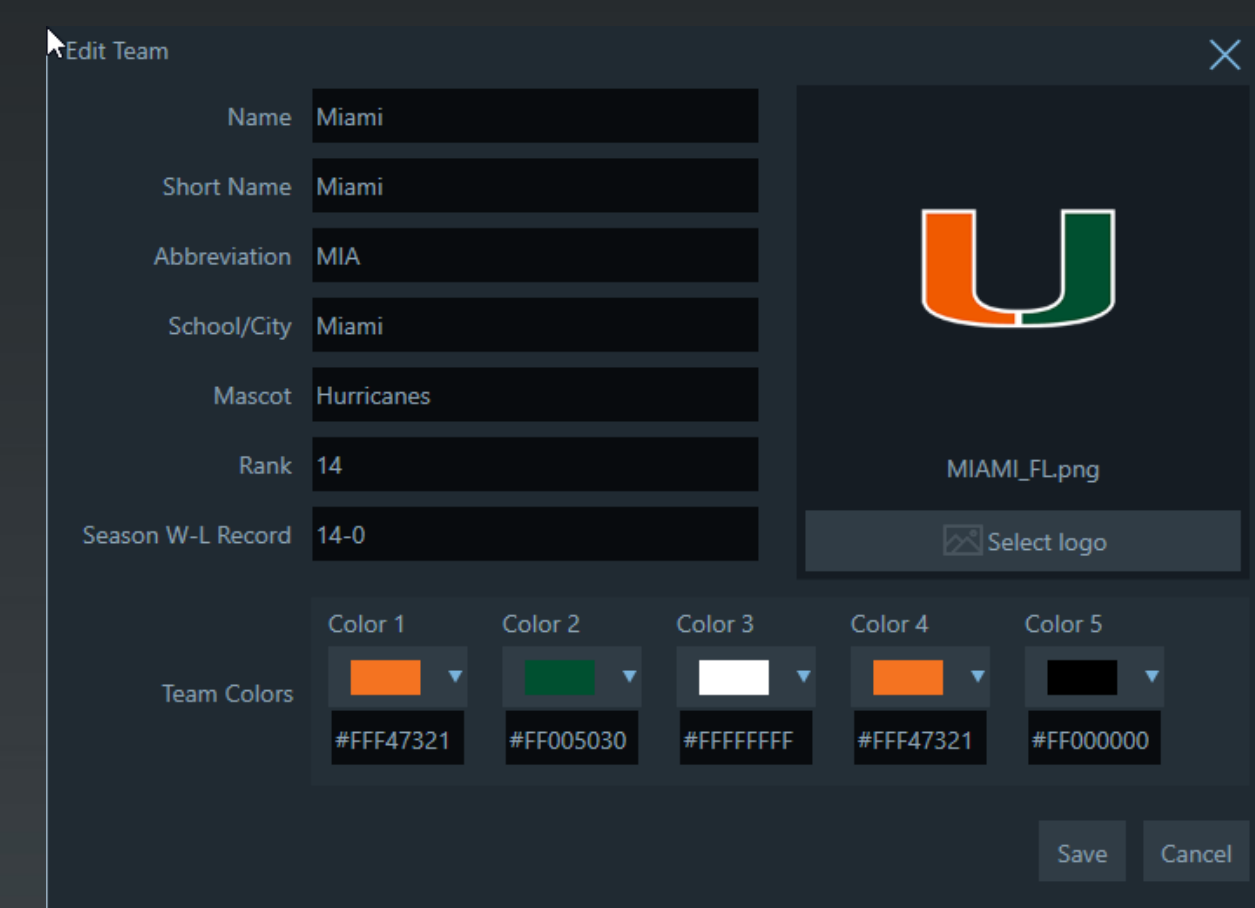 Edit Team
Name Miami
Short Name Miami
Abbreviation MIA
School/City Miami
Mascot Hurricanes
Rank 14
Season W-L Record 14-0
MIAMI_FL.png
Select logo
Team Colors
Color 1 Color 2 Color 3 Color 4 Color 5
#FFF47321 #FF005030 #FFFFFFFF #FFF47321 #FF000000
Save Cancel